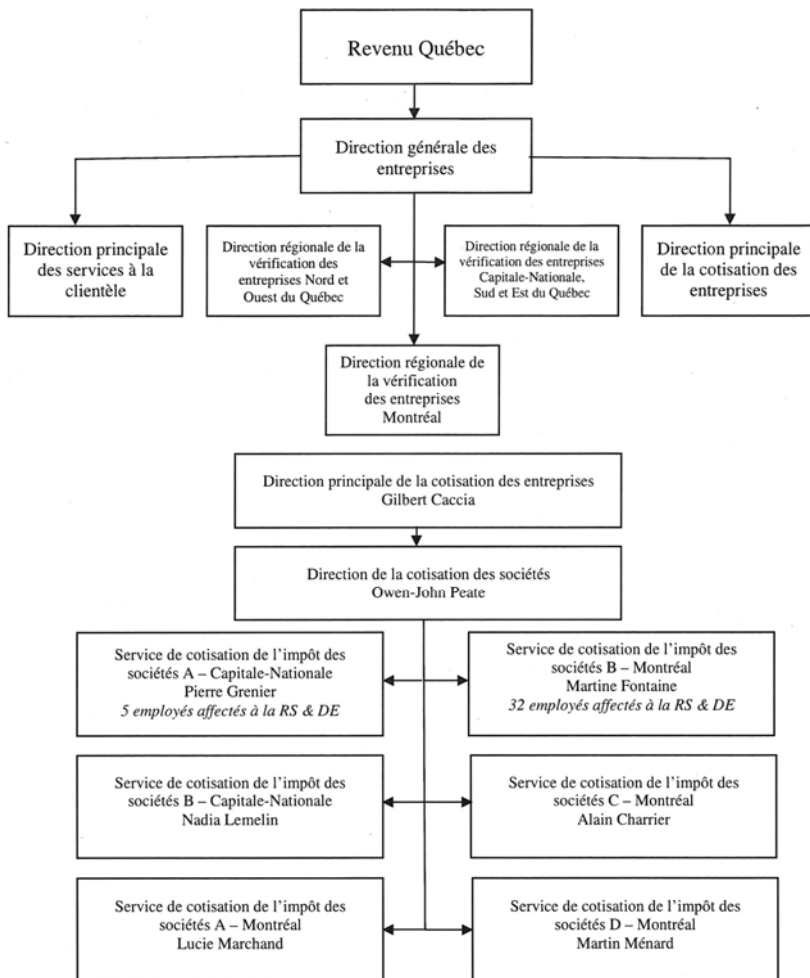 Revenu Québec
Direction générale des
entreprises
Direction principale
des services à la
clientèle
Direction régionale de la
vérification des
entreprises Nord et
Ouest du Québec
Direction régionale de la
vérification des entreprises
Capitale-Nationale,
Sud et Est du Québec
Direction principale
de la cotisation des
entreprises
Direction régionale de
la vérification
des entreprises
Montréal
Direction principale de la cotisation des entreprises
Gilbert Caccia
Direction de la cotisation des sociétés
Owen-John Peate
Service de cotisation de l’impôt des
sociétés A – Capitale-Nationale
Pierre Grenier
5 employés affectés à la RS & DE
Service de cotisation de l’impôt des
sociétés B – Montréal
Martine Fontaine
32 employés affectés à la RS & DE
Service de cotisation de l’impôt des
sociétés B – Capitale-Nationale
Nadia Lemelin
Service de cotisation de l’impôt des
sociétés C – Montréal
Alain Charrier
Service de cotisation de l’impôt des
sociétés A – Montréal
Lucie Marchand
Service de cotisation de l’impôt des
sociétés D – Montréal
Martin Ménard